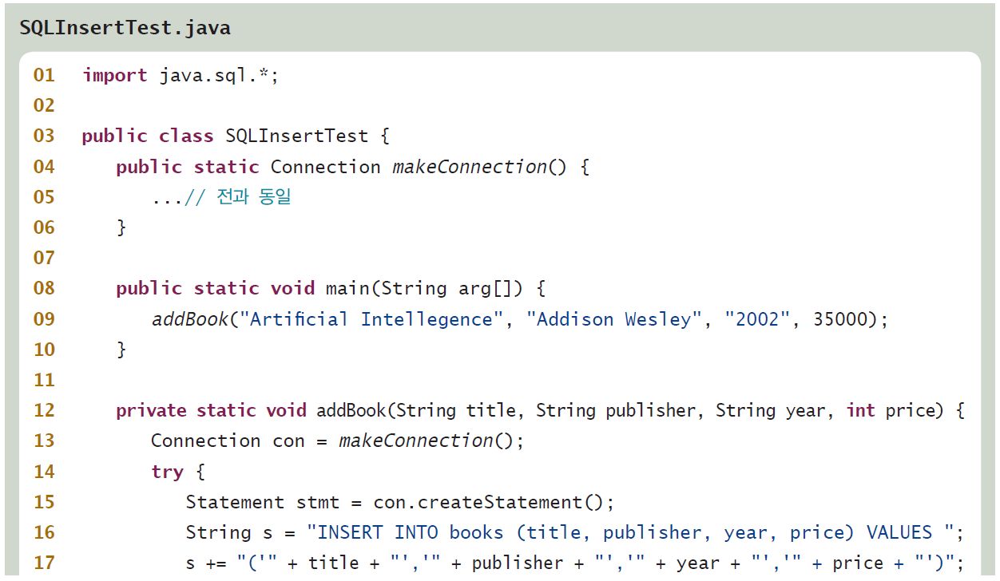 SQLInsertTest.java
01 import java.sql.*;
02
03 public class SQLInsertTest {
04 public static Connection makeConnection() {
05 ...// 전과 동일
06 }
07
08 public static void main(String arg[]) {
09 addBook("Artificial Intellegence", "Addison Wesley", "2002", 35000);
10 }
11
12 private static void addBook(String title, String publisher, String year, int price) {
13 Connection con = makeConnection();
14 try {
15 Statement stmt = con.createStatement();
16 String s = "INSERT INTO books (title, publisher, year, price) VALUES ";
17 s += "('" + title + "','" + publisher + "','" + year + "','" + price + "')";